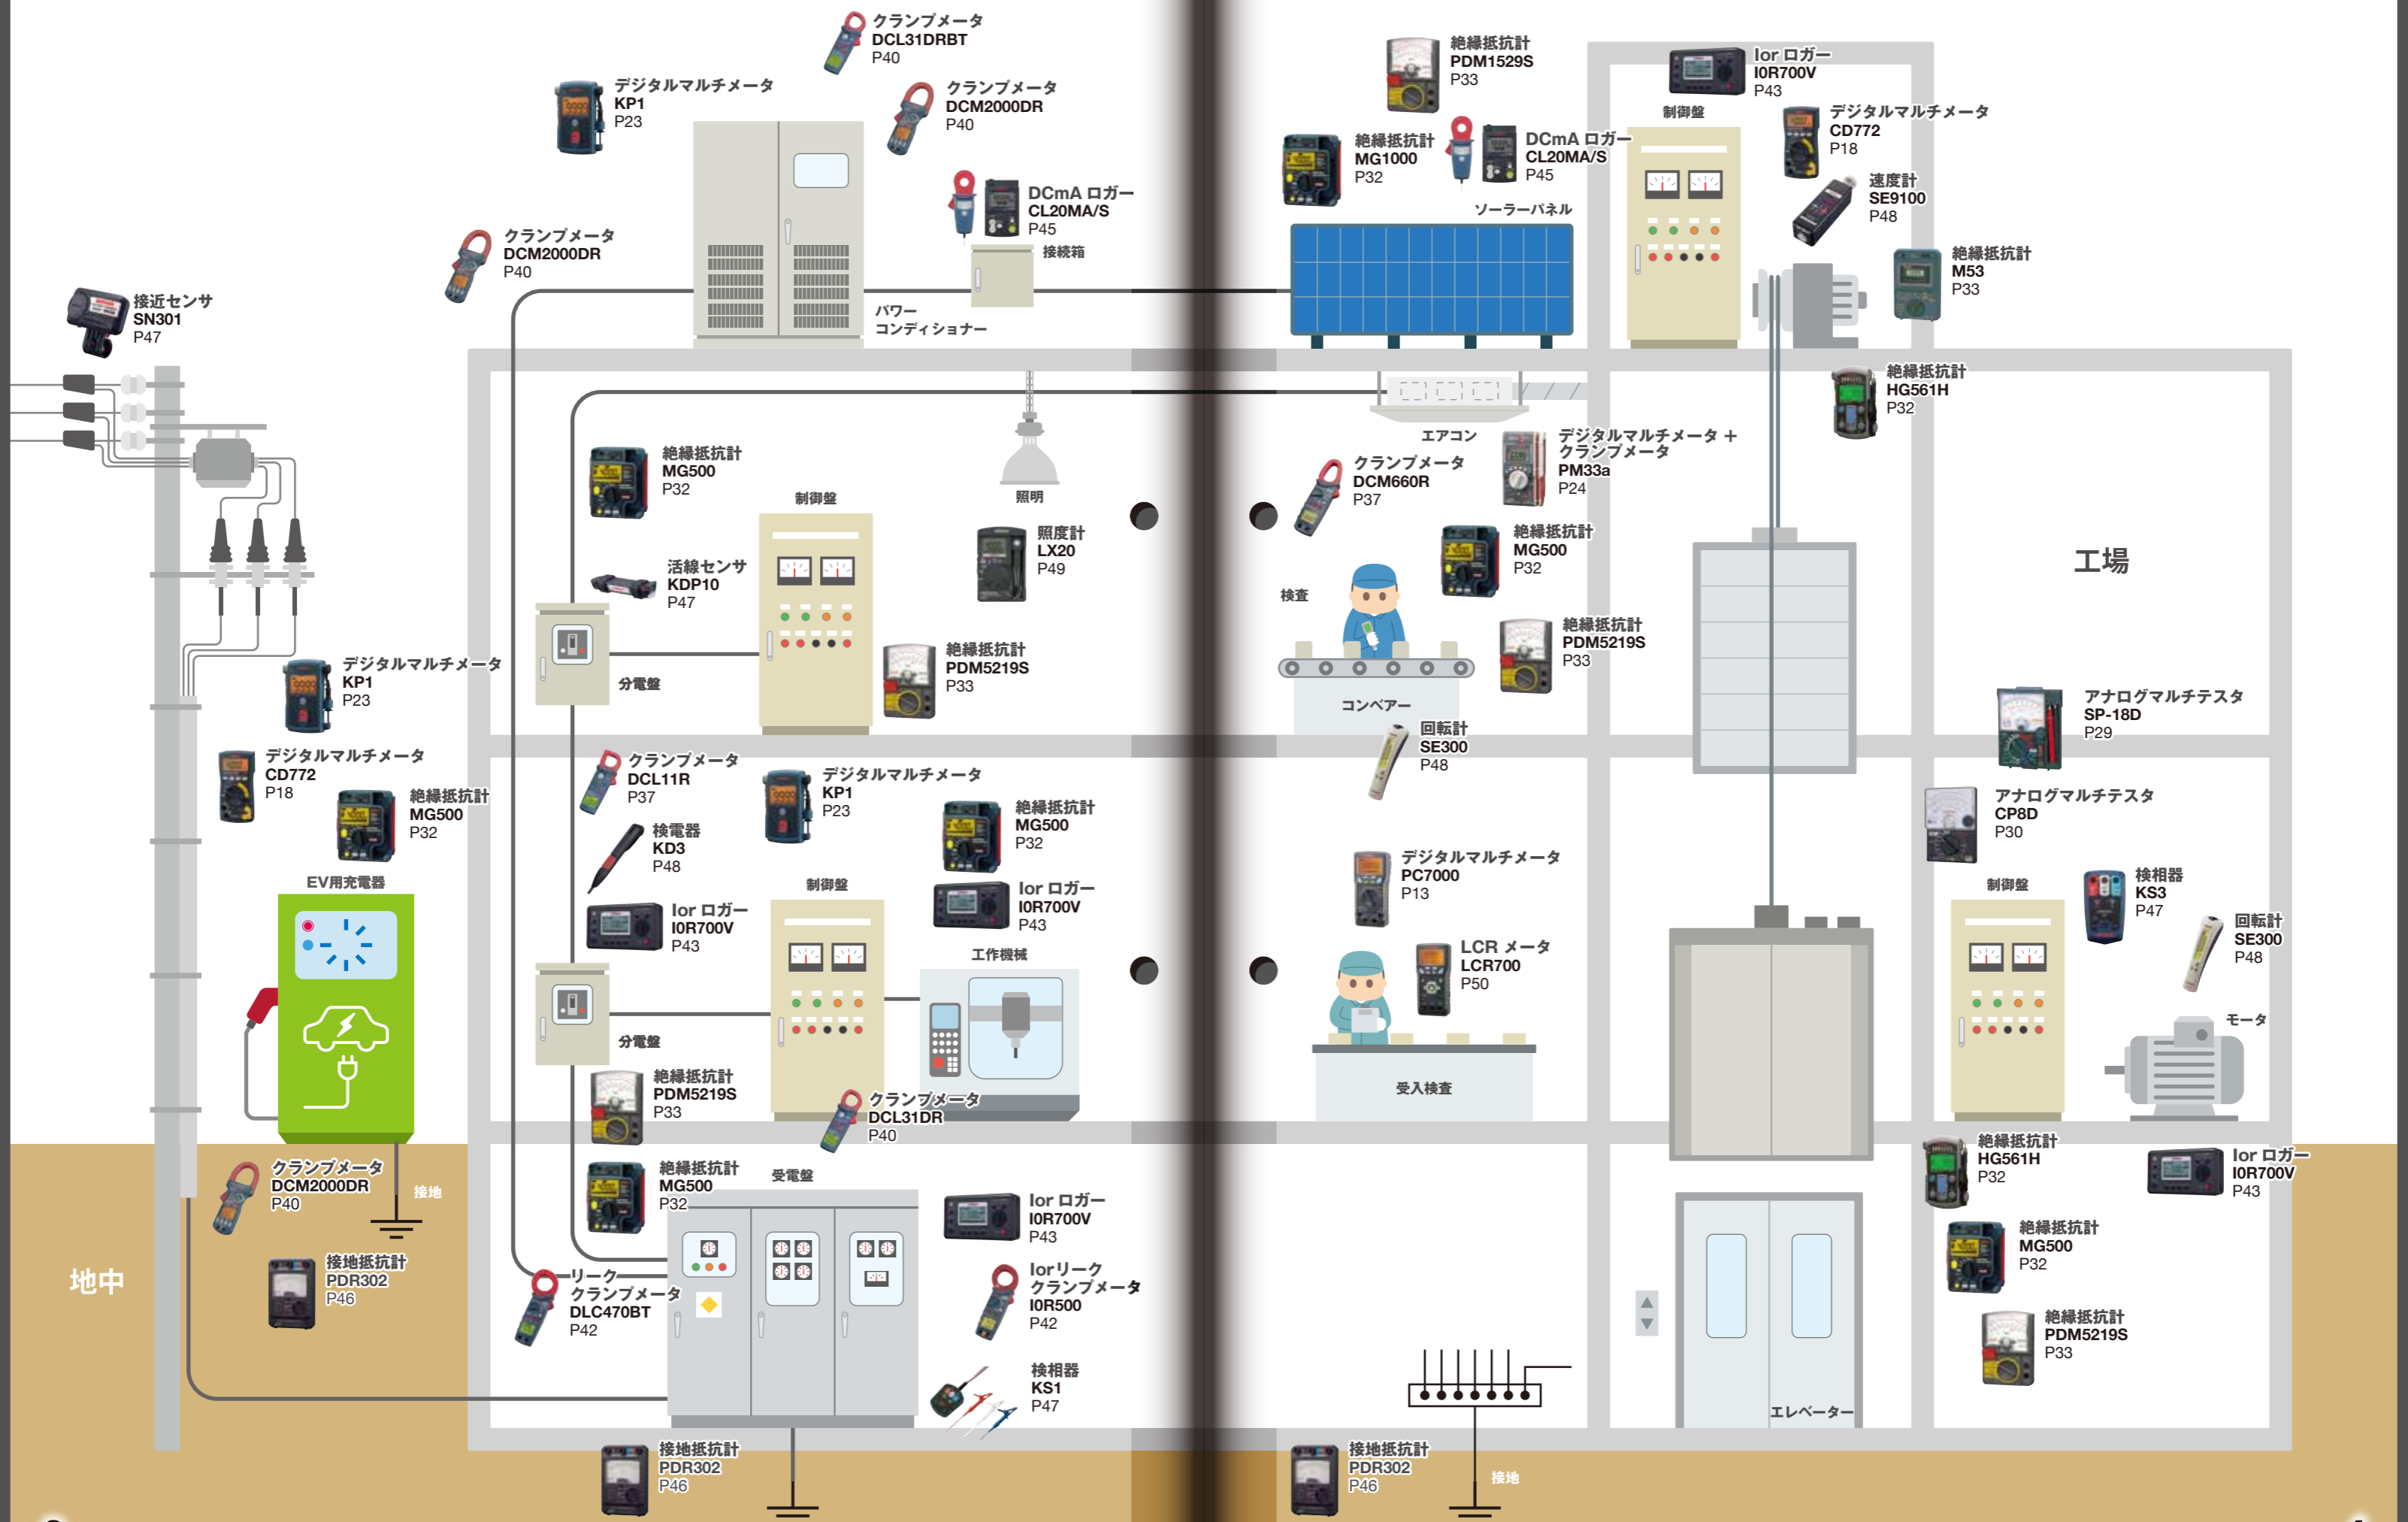 クランプメータ
DCL31DRBT
P40
デジタルマルチメータ
KP1
P23
クランプメータ
DCM2000DR
P40
DCmA ロガー
CL20MA/S
P45
接続箱
クランプメータ
DCM2000DR
P40
パワー
コンディショナー
接近センサ
SN301
P47
絶縁抵抗計
MG500
P32
制御盤
照明
照度計
LX20
P49
活線センサ
KDP10
P47
分電盤
絶縁抵抗計
PDM5219S
P33
デジタルマルチメータ
KP1
P23
デジタルマルチメータ
CD772
P18
絶縁抵抗計
MG500
P32
EV用充電器
クランプメータ
DCL11R
P37
デジタルマルチメータ
KP1
P23
絶縁抵抗計
MG500
P32
検電器
KD3
P48
制御盤
Ior ロガー
I0R700V
P43
Ior ロガー
I0R700V
P43
工作機械
分電盤
絶縁抵抗計
PDM5219S
P33
クランプメータ
DCL31DR
P40
クランプメータ
DCM2000DR
P40
接地
接地抵抗計
PDR302
P46
地中
絶縁抵抗計
MG500
P32
受電盤
Ior ロガー
I0R700V
P43
リーク
クランプメータ
DLC470BT
P42
Iorリーク
クランプメータ
I0R500
P42
検相器
KS1
P47
接地抵抗計
PDR302
P46
絶縁抵抗計
PDM1529S
P33
絶縁抵抗計
MG1000
P32
DCmA ロガー
CL20MA/S
P45
ソーラーパネル
Ior ロガー
I0R700V
P43
制御盤
デジタルマルチメータ
CD772
P18
速度計
SE9100
P48
絶縁抵抗計
M53
P33
絶縁抵抗計
HG561H
P32
エアコン
クランプメータ
DCM660R
P37
デジタルマルチメータ＋
クランプメータ
PM33a
P24
絶縁抵抗計
MG500
P32
検査
絶縁抵抗計
PDM5219S
P33
コンベアー
工場
回転計
SE300
P48
アナログマルチテスタ
SP-18D
P29
アナログマルチテスタ
CP8D
P30
デジタルマルチメータ
PC7000
P13
LCR メータ
LCR700
P50
受入検査
制御盤
検相器
KS3
P47
回転計
SE300
P48
モータ
絶縁抵抗計
HG561H
P32
Ior ロガー
I0R700V
P43
絶縁抵抗計
MG500
P32
絶縁抵抗計
PDM5219S
P33
エレベーター
接地抵抗計
PDR302
P46
接地